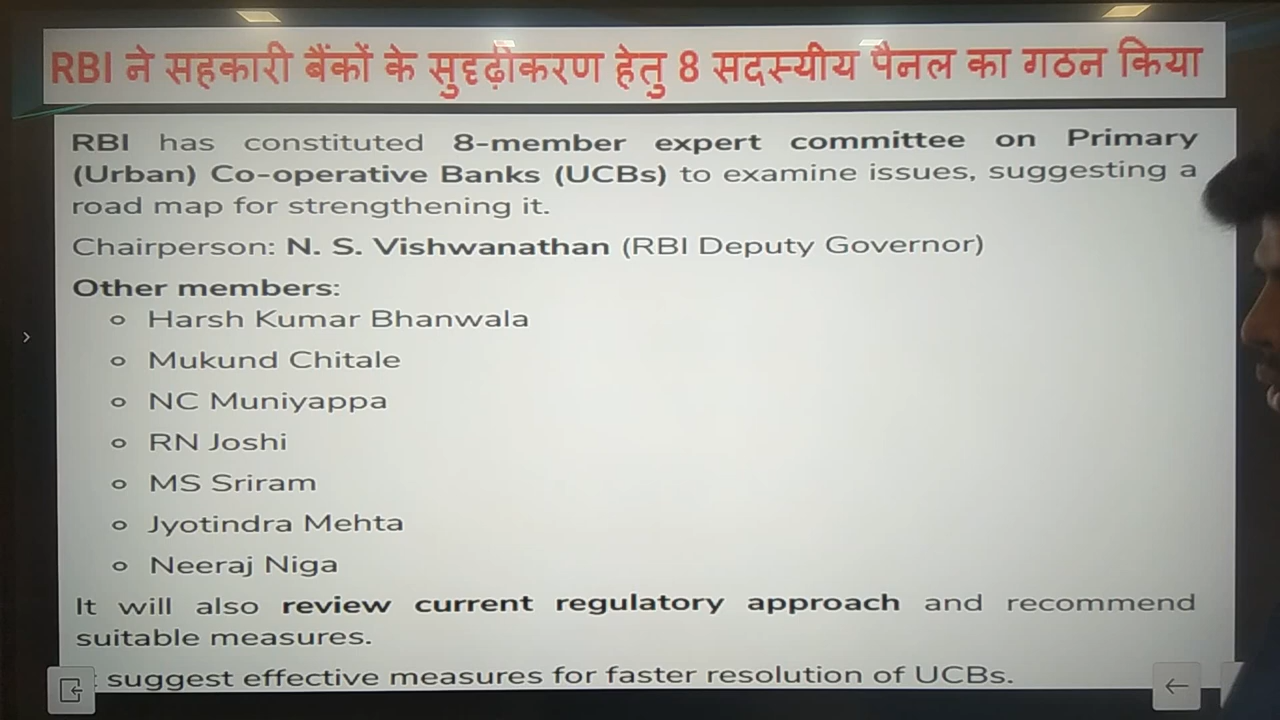 RBI ने सहकारी बैंकों के सुदृढ़ीकरण हेतु 8 सदस्यीय पैनल का गठन किया
RBI has constituted 8-member expert committee on Primary
(Urban) Co-operative Banks (UCBs) to examine issues, suggesting a
road map for strengthening it.
Chairperson: N. S. Vishwanathan (RBI Deputy Governor)
Other members:
Harsh Kumar Bhanwala
Mukund Chitale
NC Muniyappa
RN Joshi
MS Sriram
Jyotindra Mehta
Neeraj Niga
It will also review current regulatory approach and recommend
suitable measures.
suggest effective measures for faster resolution of UCBs.